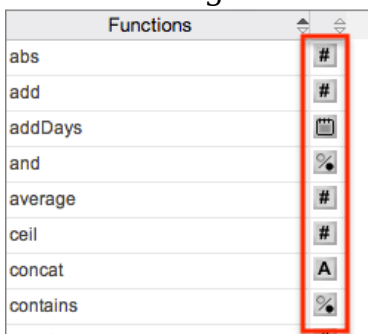 Functions
abs #
add #
addDays
and
average #
ceil #
concat A
contains